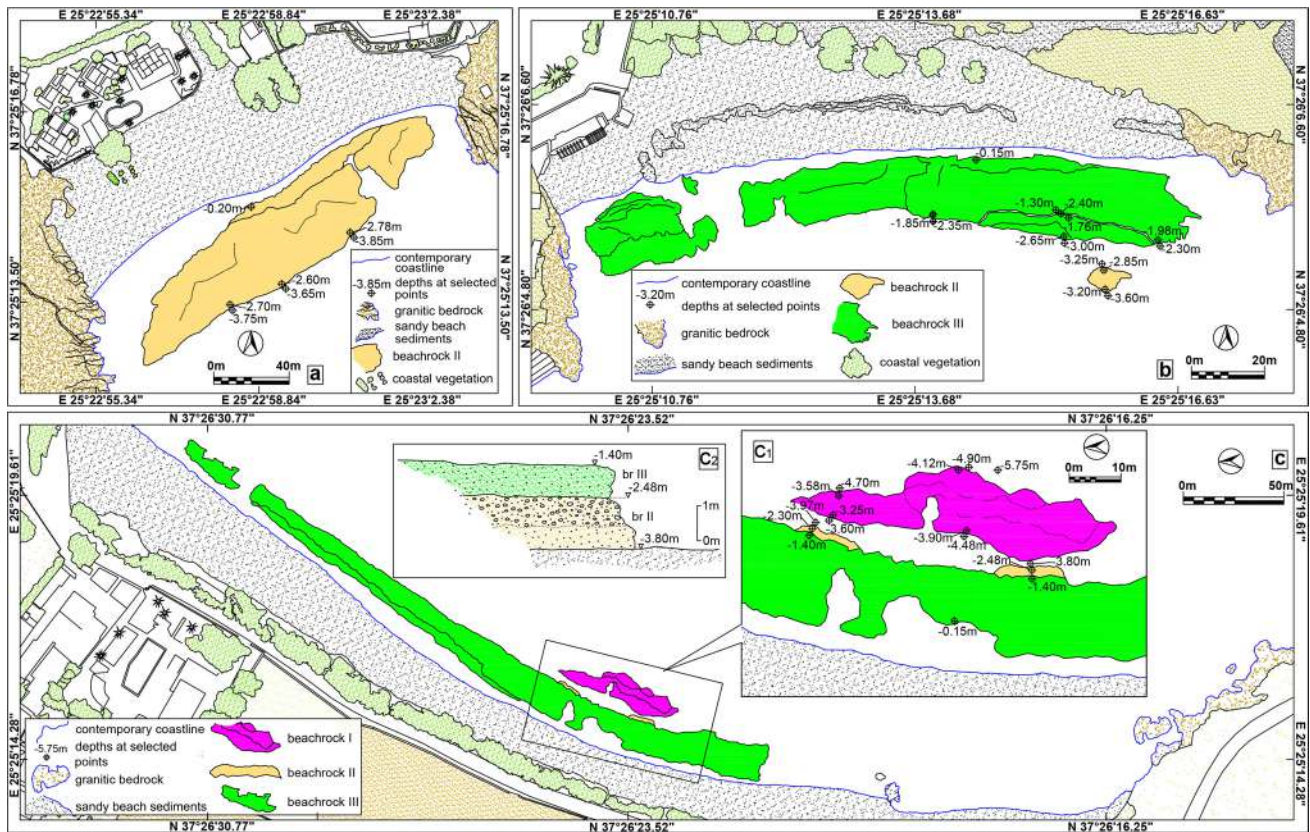 E 25°22'55.34"
E 25°22'58.84"
E 25°23'2.38"
N 37°25'16.78"
N 37°25'16.78"
-0.20m
-2.78m
-3.85m
-2.60m
-3.65m
-2.70m
-3.75m
contemporary coastline
-3.85m
depths at selected points
granitic bedrock
sandy beach sediments
beachrock II
coastal vegetation
0m 40m
a
N 37°25'13.50"
N 37°25'13.50"
E 25°22'55.34"
E 25°22'58.84"
E 25°23'2.38"
E 25°25'10.76"
E 25°25'13.68"
E 25°25'16.63"
N 37°26'6.60"
N 37°26'6.60"
-0.15m
-1.30m
-2.40m
-1.85m
-2.35m
1.76m
-2.65m
-3.00m
1.98m
-2.30m
-3.25m
-2.85m
-3.20m
-3.60m
contemporary coastline
-3.20m
depths at selected points
granitic bedrock
sandy beach sediments
beachrock II
beachrock III
coastal vegetation
0m 20m
b
N 37°26'4.80"
N 37°26'4.80"
E 25°25'10.76"
E 25°25'13.68"
E 25°25'16.63"
N 37°26'30.77"
N 37°26'23.52"
N 37°26'16.25"
E 25°25'19.61"
E 25°25'19.61"
C2
-1.40m
br III
-2.48m
br II
1m
0m
-3.80m
C1
-4.12m
-4.90m
-5.75m
0m 10m
-3.58m
-4.70m
-3.97m
-3.25m
-2.30m
-3.60m
-1.40m
-3.90m
-4.48m
-2.48m
3.80m
-1.40m
-0.15m
c
0m 50m
contemporary coastline
-5.75m
depths at selected
points
granitic bedrock
sandy beach sediments
beachrock I
beachrock II
beachrock III
E 25°25'14.28"
E 25°25'14.28"
N 37°26'30.77"
N 37°26'23.52"
N 37°26'16.25"